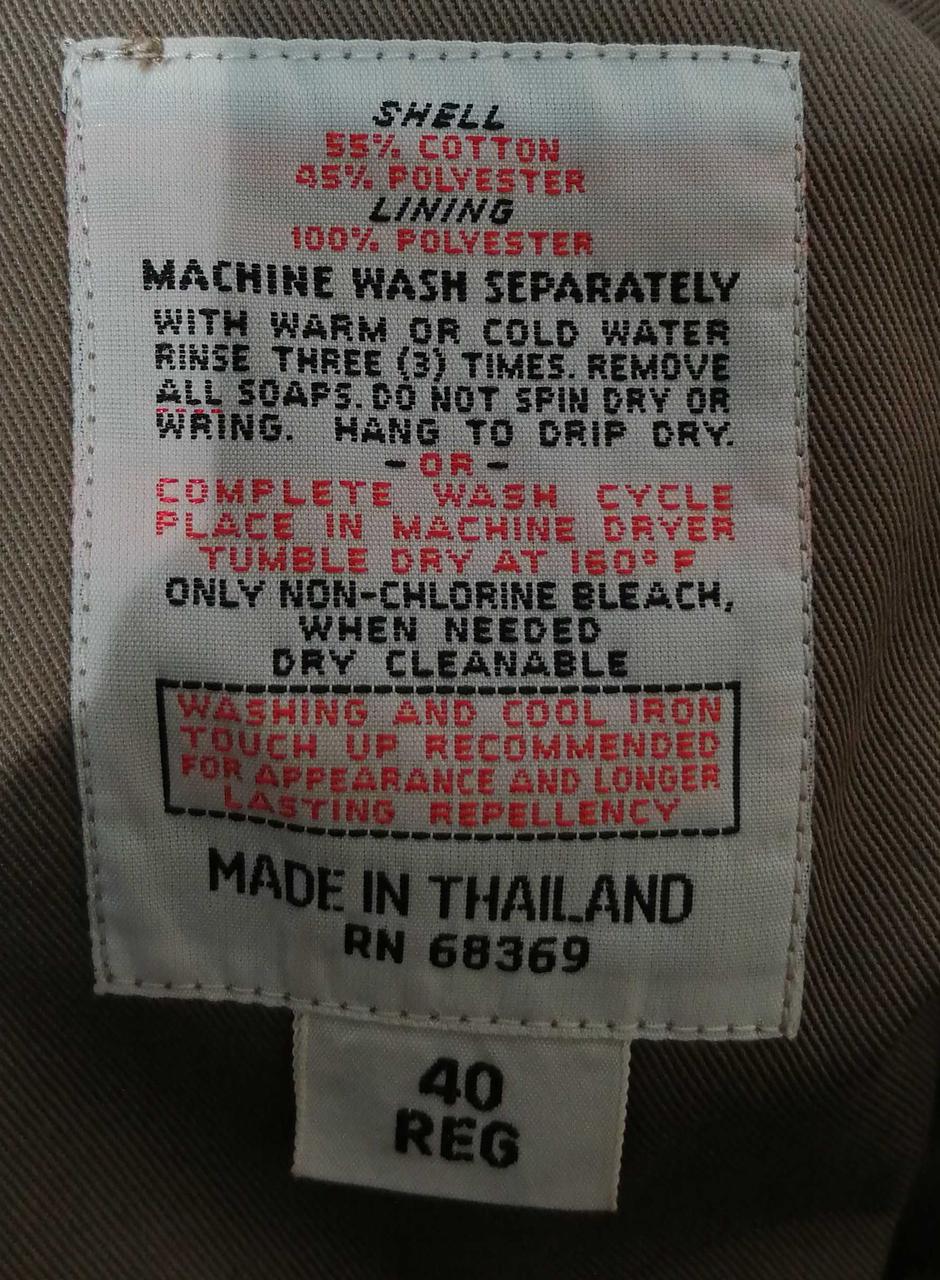 SHELL
55% COTTON
45% POLYESTER
LINING
100% POLYESTER
MACHINE WASH SEPARATELY
WITH WARM OR COLD WATER
RINSE THREE (3) TIMES. REMOVE
ALL SOAPS. DO NOT SPIN DRY OR
WRING. HANG TO DRIP DRY.
- OR -
COMPLETE WASH CYCLE
PLACE IN MACHINE DRYER
TUMBLE DRY AT 160° F
ONLY NON-CHLORINE BLEACH,
WHEN NEEDED
DRY CLEANABLE
WASHING AND COOL IRON
TOUCH UP RECOMMENDED
FOR APPEARANCE AND LONGER
LASTING REPELLENCY
MADE IN THAILAND
RN 68369
40
REG